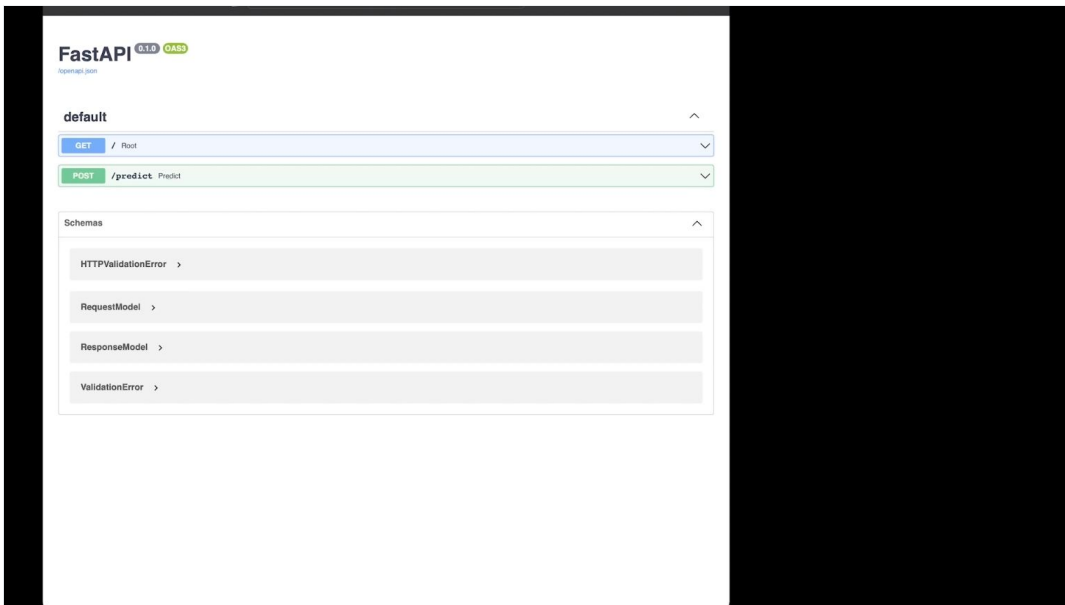 FastAPI 0.1.0 OAS3
/openapi.json
default
GET / Root
POST /predict Predict
Schemas
HTTPValidationError
RequestModel
ResponseModel
ValidationError